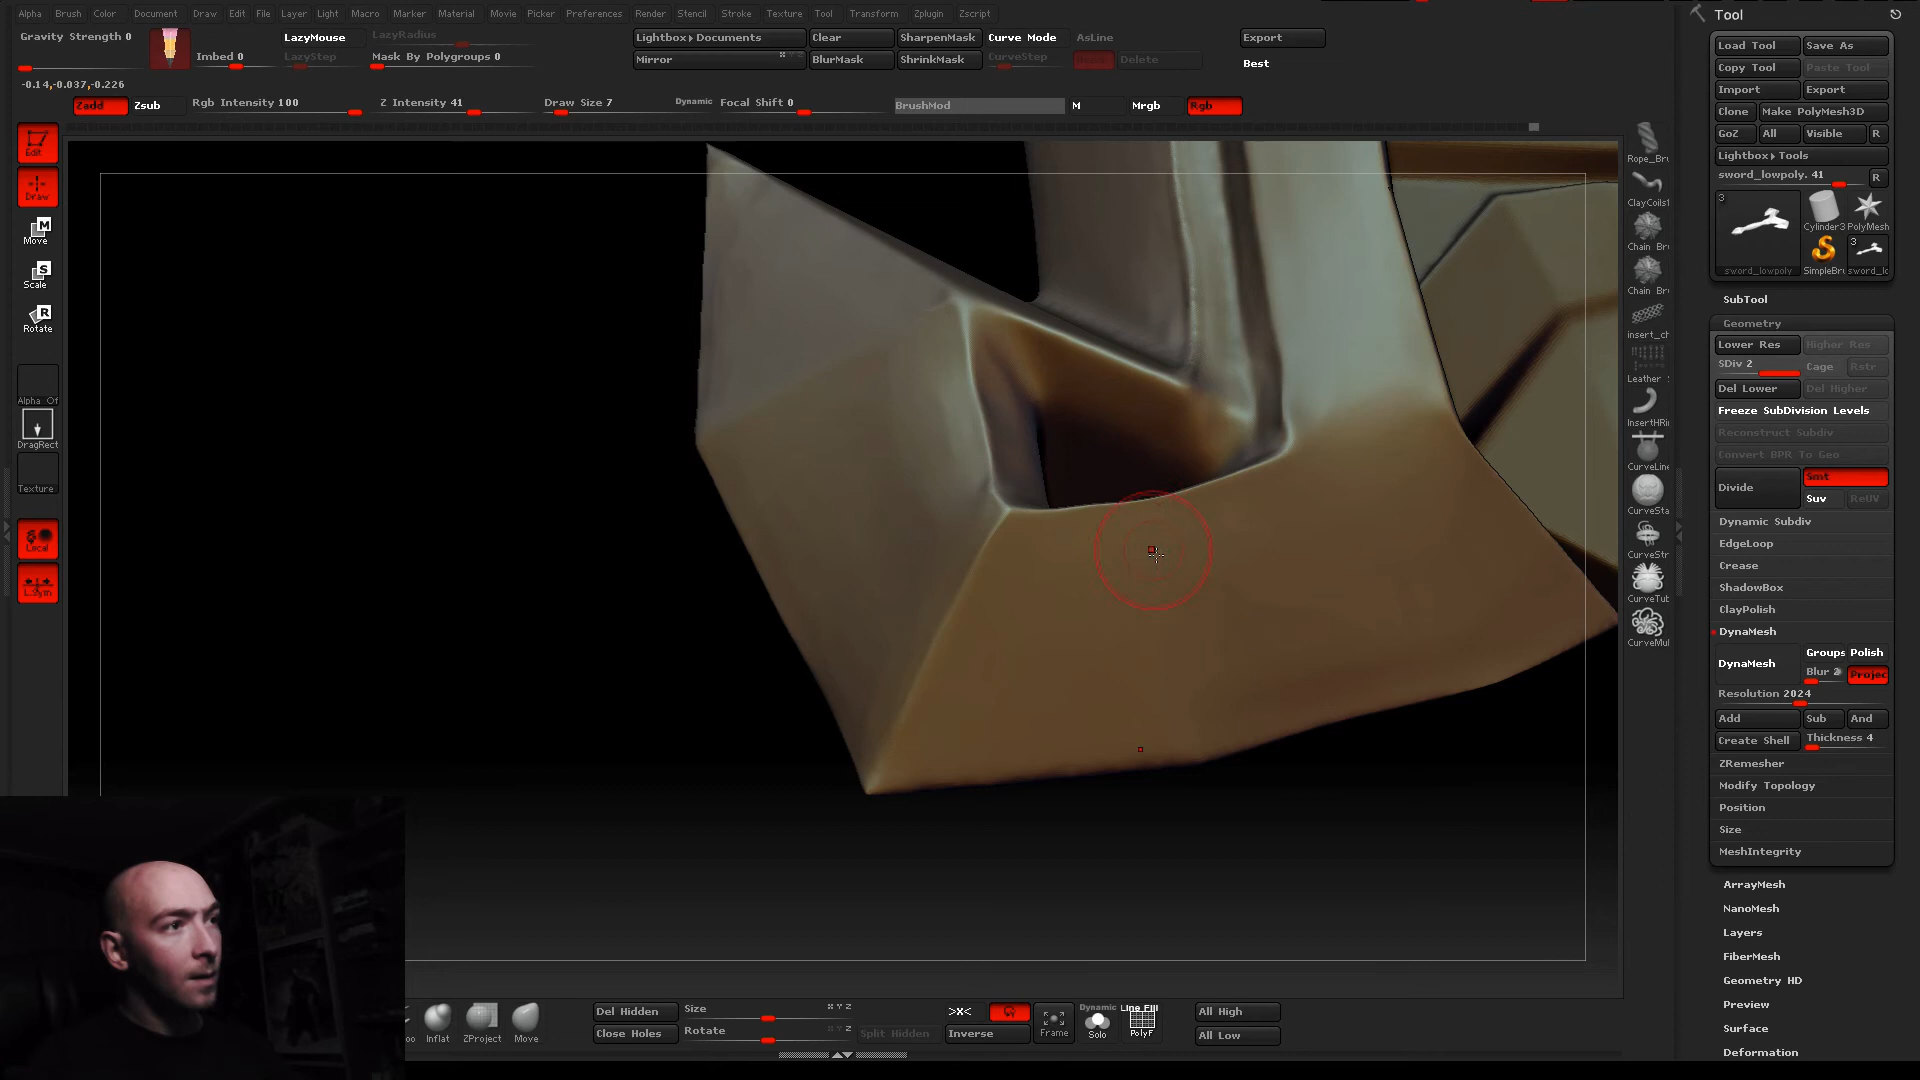 Alpha Brush Color Document Draw Edit File Layer Light Macro Marker Material Movie Picker Preferences Render Stencil Stroke Texture Tool Transform Zplugin Zscript
Gravity Strength 0
Imbed 0
LazyMouse
LazyStep
LazyRadius
Mask By Polygroups 0
Lightbox▸Documents
Mirror
Clear
BlurMask
SharpenMask
ShrinkMask
Curve Mode
CurveStep
AsLine
Delete
Export
Best
-0.14,-0.037,-0.226
Zadd Zsub Rgb Intensity 100 Z Intensity 41 Draw Size 7 Dynamic Focal Shift 0 BrushMod M Mrgb Rgb
Edit
Draw
Move
Scale
Rotate
Alpha Of
DragRect
Texture
Local
L.Sym
Rope_Bru
ClayCoils1
Chain Bru
Chain Bru
insert_ch
Leather
InsertHRi
CurveLine
CurveSta
CurveStr
CurveTub
CurveMul
Tool
Load Tool Save As
Copy Tool Paste Tool
Import Export
Clone Make PolyMesh3D
GoZ All Visible R
Lightbox▸Tools
sword_lowpoly. 41 R
3
Cylinder3 PolyMesh
3
sword_lowpoly SimpleBru sword_lo
SubTool
Geometry
Lower Res Higher Res
SDiv 2 Cage Rstr
Del Lower Del Higher
Freeze SubDivision Levels
Reconstruct Subdiv
Convert BPR To Geo
Divide Smt
Suv ReUV
Dynamic Subdiv
EdgeLoop
Crease
ShadowBox
ClayPolish
DynaMesh
DynaMesh Groups Polish
Blur 2 Projec
Resolution 2024
Add Sub And
Create Shell Thickness 4
ZRemesher
Modify Topology
Position
Size
MeshIntegrity
ArrayMesh
NanoMesh
Layers
FiberMesh
Geometry HD
Preview
Surface
Deformation
Inflat ZProject Move
Del Hidden
Close Holes
Size X Y Z
Rotate Z
Split Hidden
>X<
Inverse
Frame
Dynamic
Solo
Line Fill
PolyF
All High
All Low